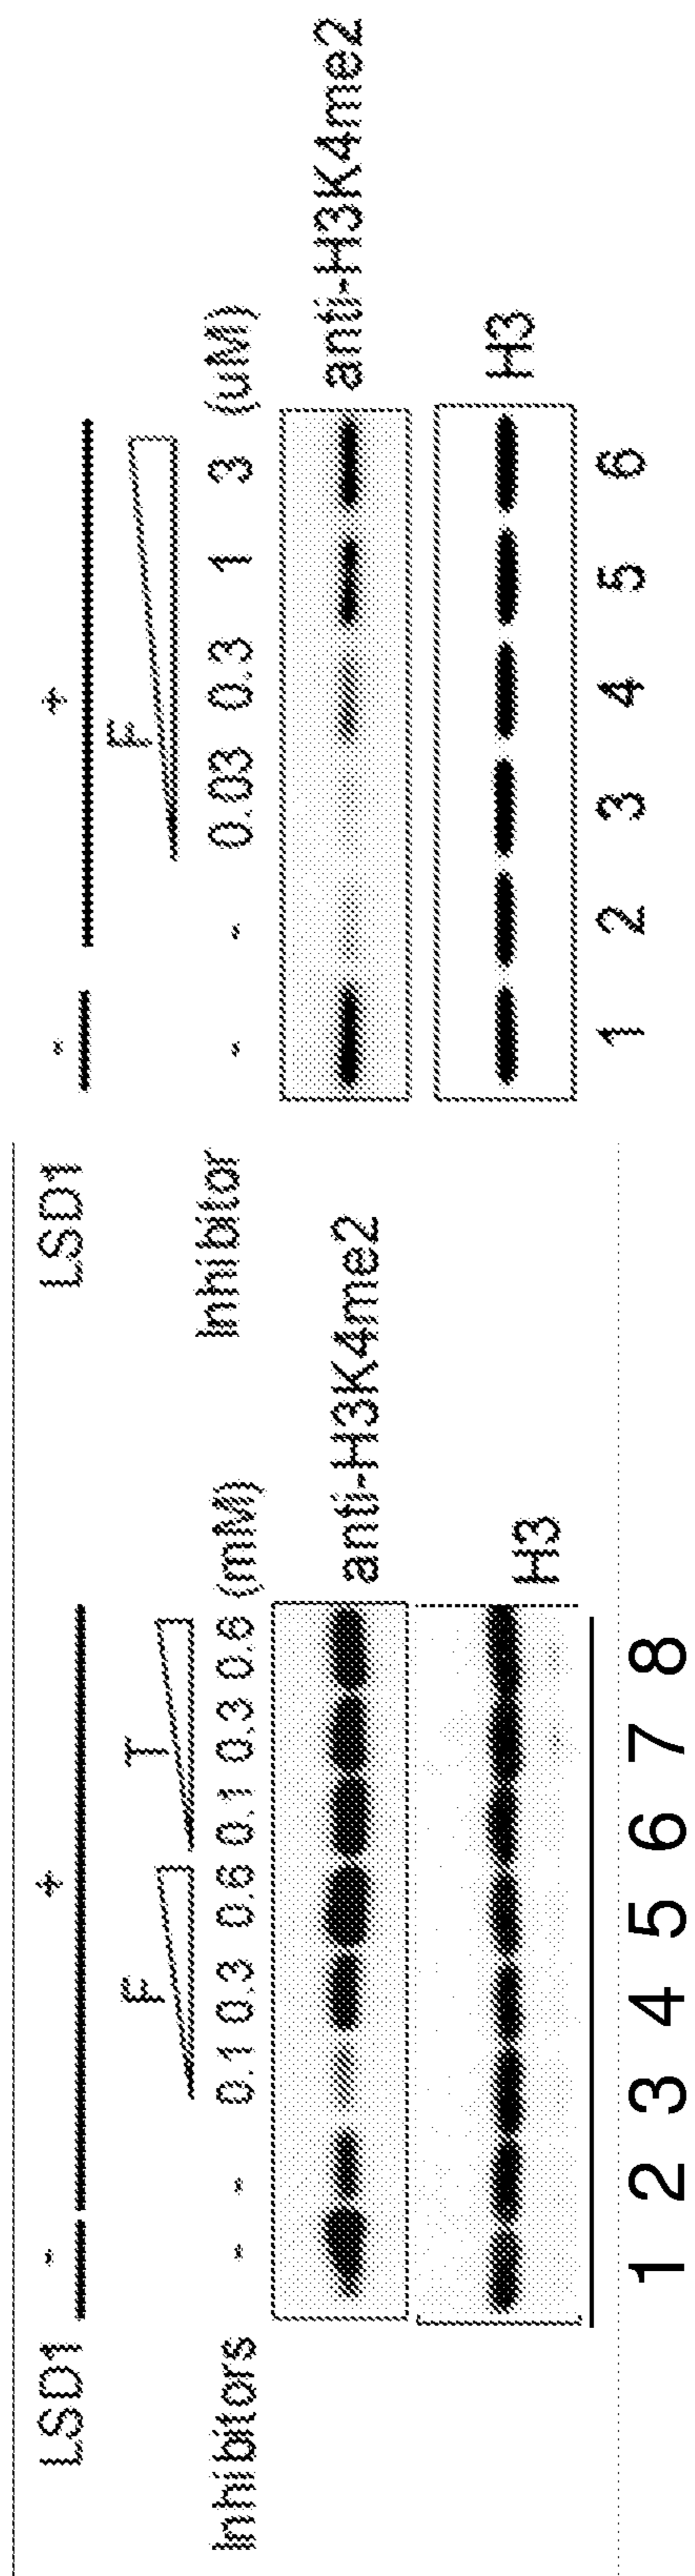 LSD1 - +
F T
Inhibitors - - 0.1 0.3 0.6 0.1 0.3 0.6 (mM)
anti-H3K4me2
H3
1 2 3 4 5 6 7 8
LSD1 - +
F
Inhibitor - - 0.03 0.3 1 3 (uM)
anti-H3K4me2
H3
1 2 3 4 5 6